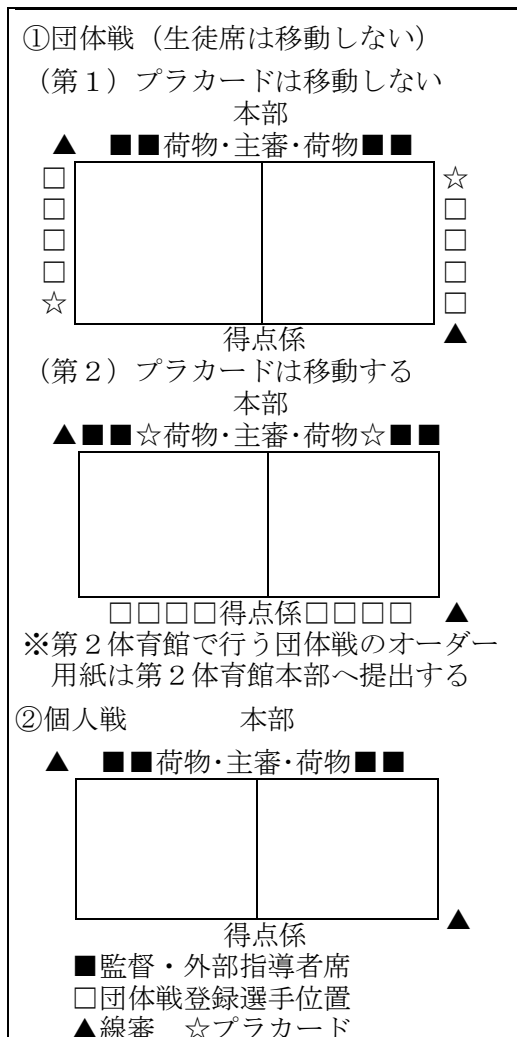 ①団体戦（生徒席は移動しない）
（第１）プラカードは移動しない
本部
▲ ■■荷物・主審・荷物■■
□ ☆
□ □
□ □
□ □
☆ □
得点係 ▲
（第２）プラカードは移動する
本部
▲■■☆荷物・主審・荷物☆■■
□□□□得点係□□□□ ▲
※第２体育館で行う団体戦のオーダー
用紙は第２体育館本部へ提出する
②個人戦 本部
▲ ■■荷物・主審・荷物■■
得点係 ▲
■監督・外部指導者席
□団体戦登録選手位置
▲線審 ☆プラカード